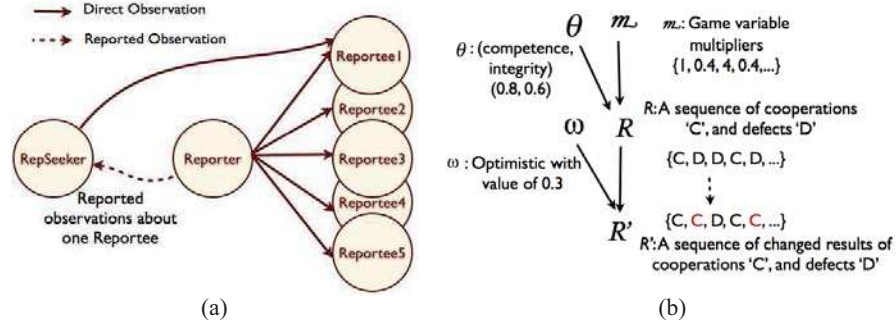 Direct Observation
Reported Observation
Reportee1
Reportee2
Reportee3
Reportee4
Reportee5
RepSeeker
Reporter
Reported
observations about
one Reportee
(a)
θ
m
m: Game variable
multipliers
{1, 0.4, 4, 0.4,...}
θ : (competence,
integrity)
(0.8, 0.6)
R: A sequence of cooperations
'C', and defects 'D'
ω
R
{C, D, D, C, D, ...}
ω : Optimistic with
value of 0.3
{C, C, D, C, C, ...}
R'
R': A sequence of changed results of
cooperations 'C', and defects 'D'
(b)